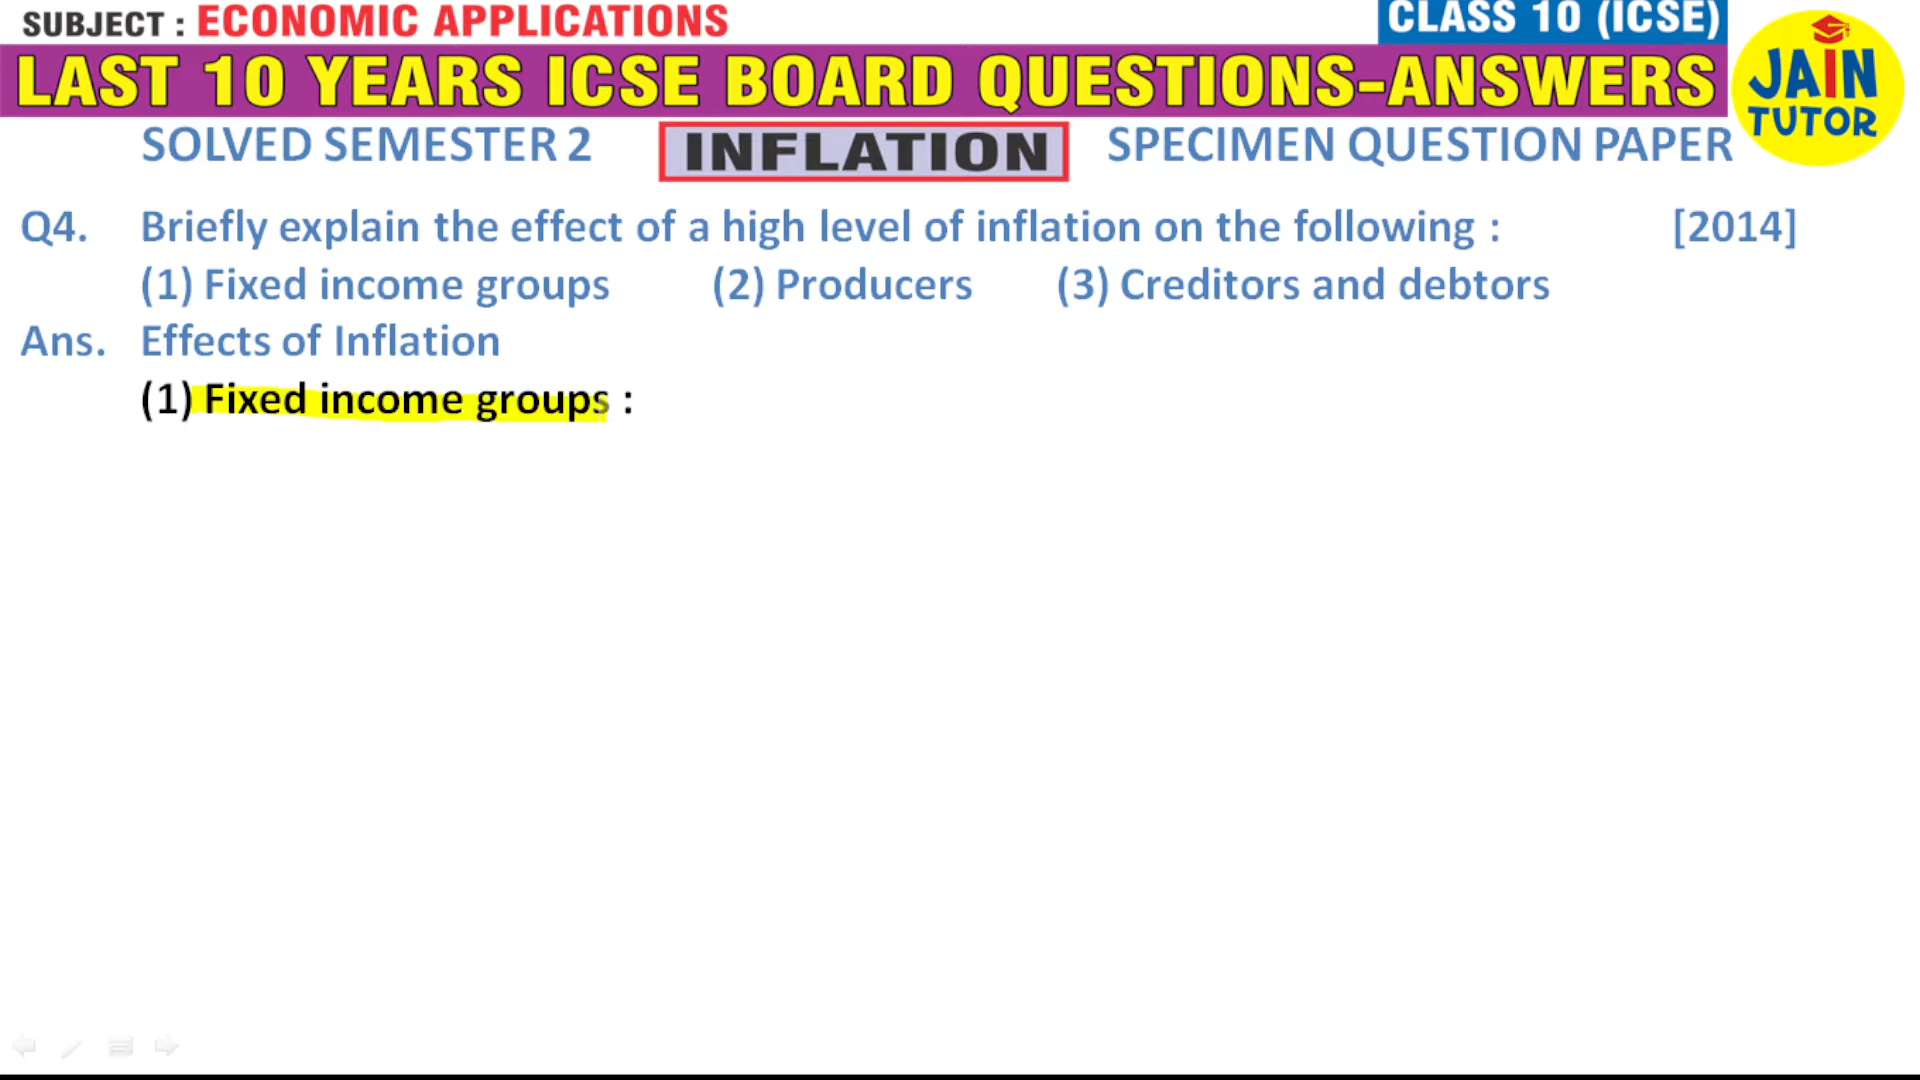 SUBJECT : ECONOMIC APPLICATIONS
CLASS 10 (ICSE)
LAST 10 YEARS ICSE BOARD QUESTIONS-ANSWERS
JAIN
TUTOR
SOLVED SEMESTER 2 INFLATION SPECIMEN QUESTION PAPER
Q4. Briefly explain the effect of a high level of inflation on the following : [2014]
(1) Fixed income groups (2) Producers (3) Creditors and debtors
Ans. Effects of Inflation
(1) Fixed income groups :